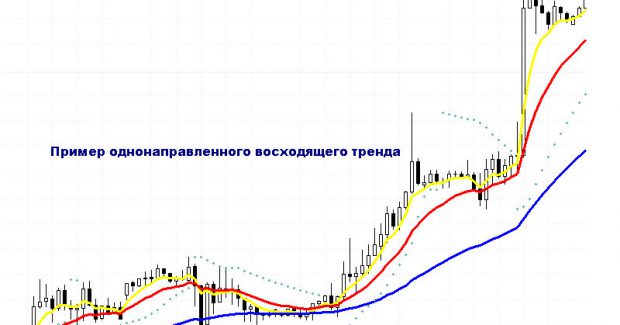 Пример однонаправленного восходящего тренда